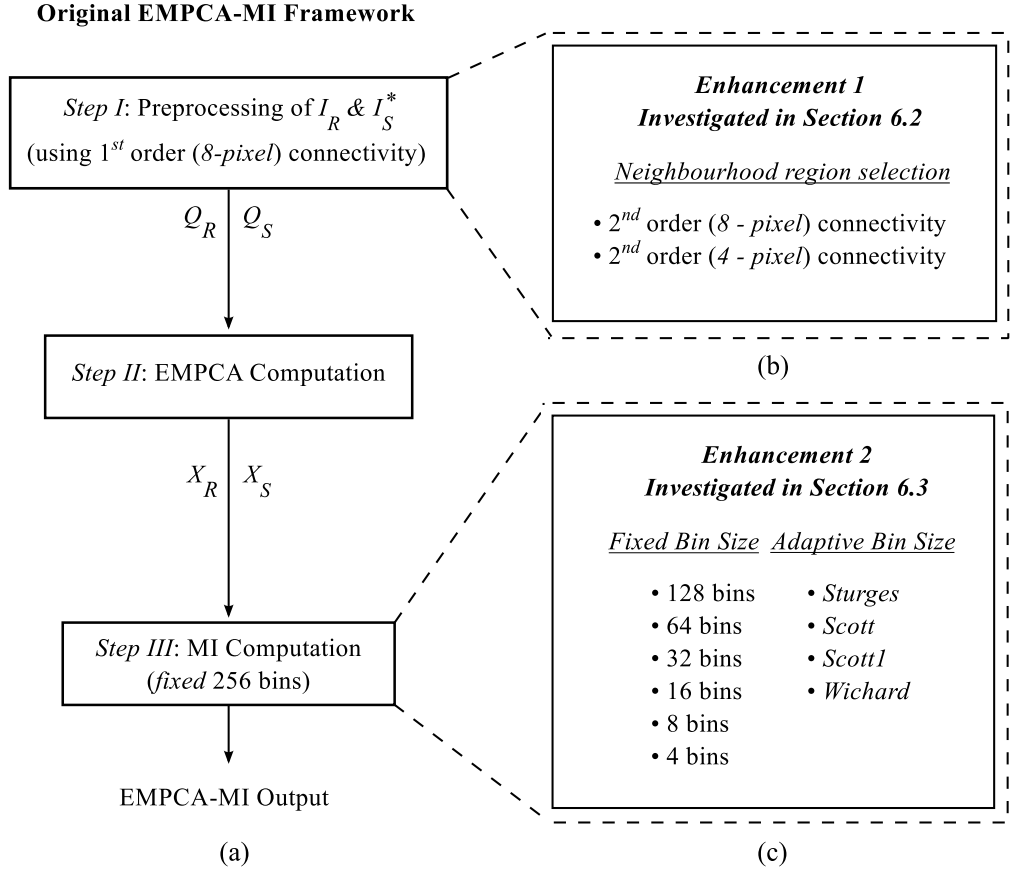 Original EMPCA-MI Framework
Step I: Preprocessing of I_R & I_S^*
(using 1^st order (8-pixel) connectivity)
Q_R Q_S
Step II: EMPCA Computation
X_R X_S
Step III: MI Computation
(fixed 256 bins)
EMPCA-MI Output
(a)
Enhancement 1
Investigated in Section 6.2
Neighbourhood region selection
• 2^nd order (8 - pixel) connectivity
• 2^nd order (4 - pixel) connectivity
(b)
Enhancement 2
Investigated in Section 6.3
Fixed Bin Size Adaptive Bin Size
• 128 bins • Sturges
• 64 bins • Scott
• 32 bins • Scott1
• 16 bins • Wichard
• 8 bins
• 4 bins
(c)